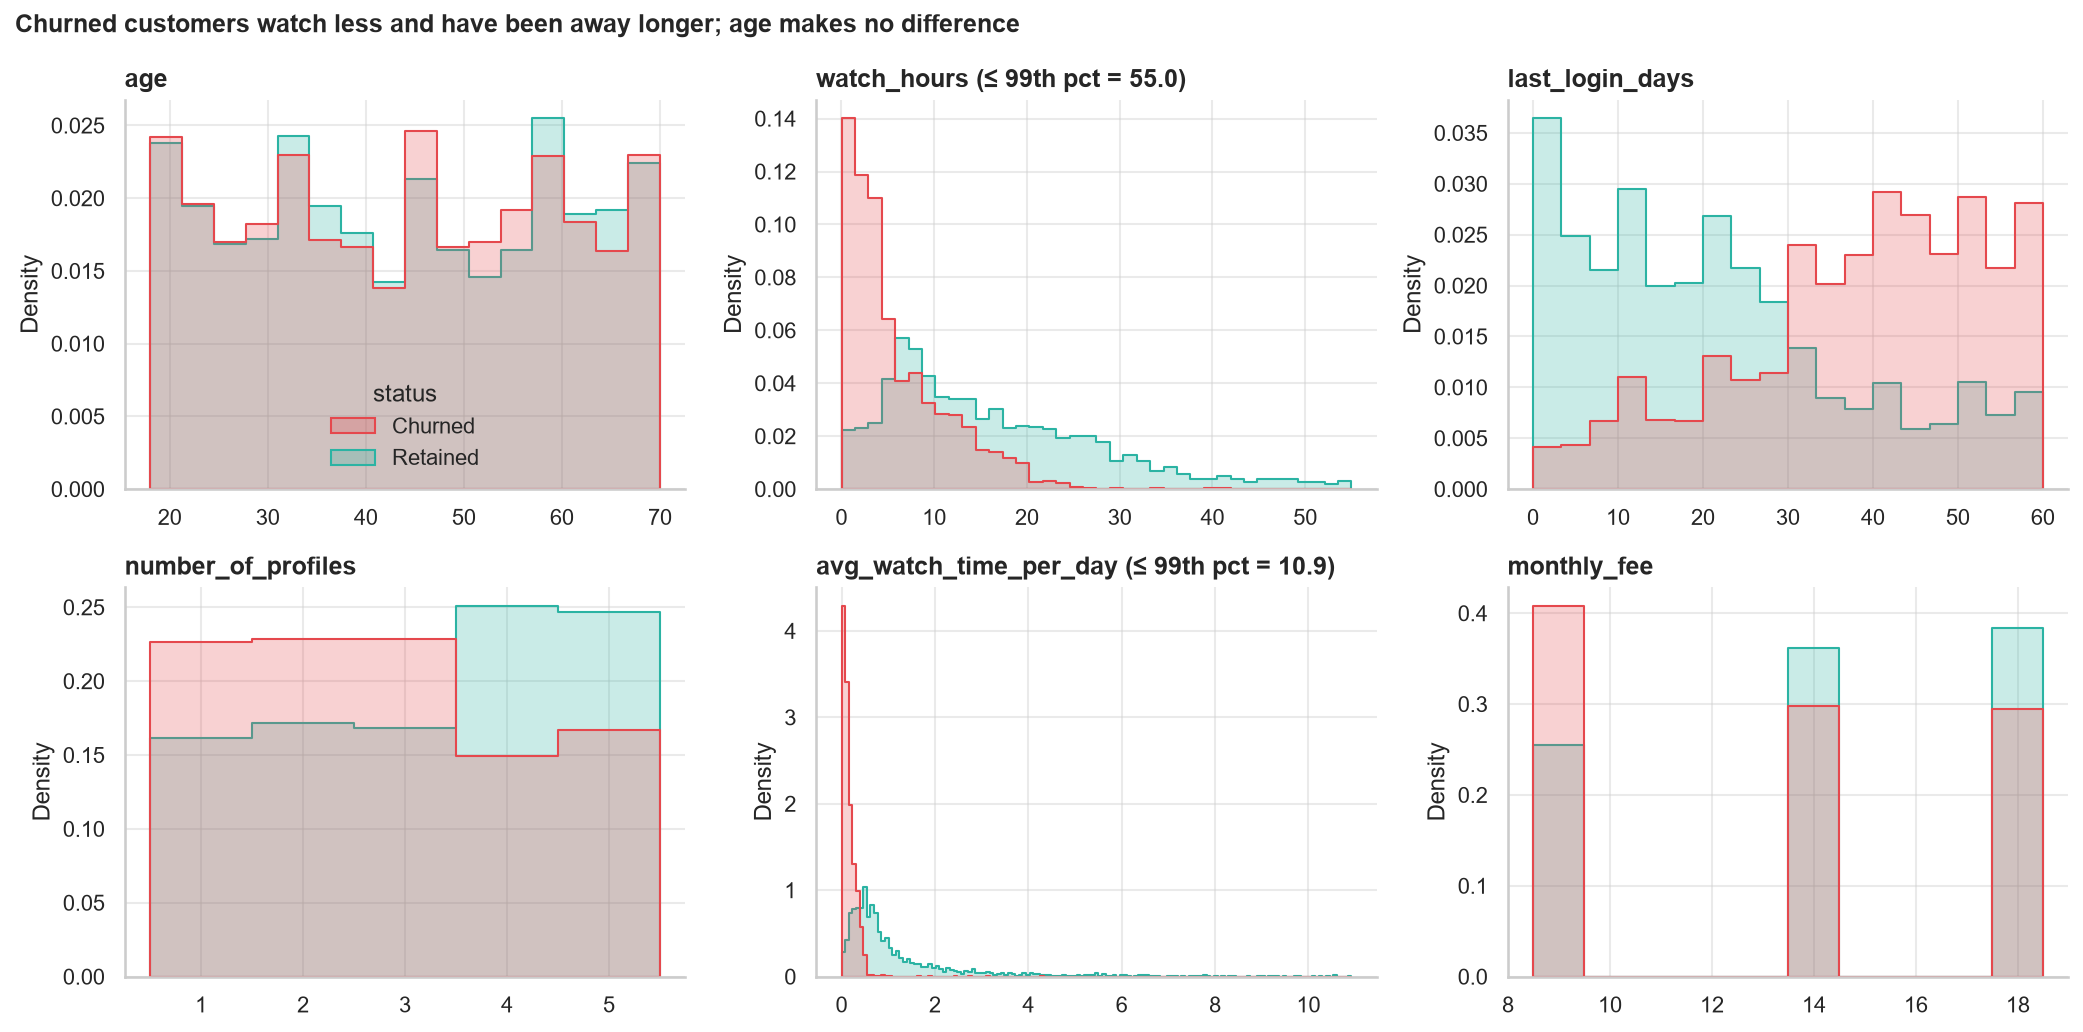 Churned customers watch less and have been away longer; age makes no difference
age
Density
0.025
0.020
0.015
0.010
0.005
0.000
20 30 40 50 60 70
status
Churned
Retained
watch_hours (≤ 99th pct = 55.0)
Density
0.14
0.12
0.10
0.08
0.06
0.04
0.02
0.00
0 10 20 30 40 50
last_login_days
Density
0.035
0.030
0.025
0.020
0.015
0.010
0.005
0.000
0 10 20 30 40 50 60
number_of_profiles
Density
0.25
0.20
0.15
0.10
0.05
0.00
1 2 3 4 5
avg_watch_time_per_day (≤ 99th pct = 10.9)
Density
4
3
2
1
0
0 2 4 6 8 10
monthly_fee
Density
0.4
0.3
0.2
0.1
0.0
8 10 12 14 16 18